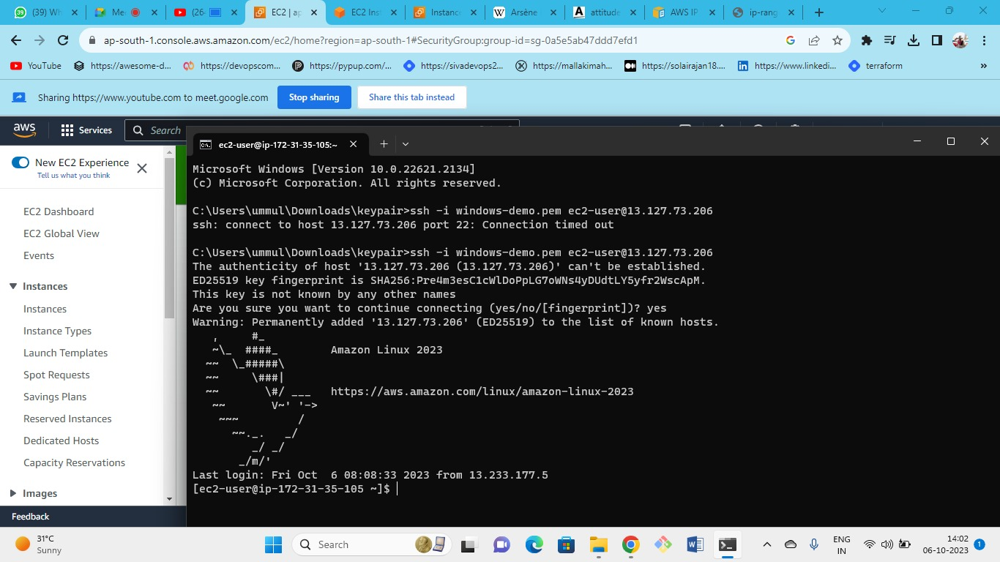 (39) Wh
Me
(26
EC2 | ap
EC2 Inst
Instance
Arsène
attitude
AWS IP
ip-rang
ap-south-1.console.aws.amazon.com/ec2/home?region=ap-south-1#SecurityGroup:group-id=sg-0a5e5ab47ddd7efd1
YouTube
https://awesome-d...
https://devopscom...
https://pypup.com/...
https://sivadevops2...
https://mallakimah...
https://solairajan18....
https://www.linkedi...
terraform
»
Sharing https://www.youtube.com to meet.google.com
Stop sharing
Share this tab instead
aws
Services
Search
New EC2 Experience
Tell us what you think
EC2 Dashboard
EC2 Global View
Events
Instances
Instances
Instance Types
Launch Templates
Spot Requests
Savings Plans
Reserved Instances
Dedicated Hosts
Capacity Reservations
Images
Feedback
ec2-user@ip-172-31-35-105:~
Microsoft Windows [Version 10.0.22621.2134]
(c) Microsoft Corporation. All rights reserved.
C:\Users\ummul\Downloads\keypair>ssh -i windows-demo.pem ec2-user@13.127.73.206
ssh: connect to host 13.127.73.206 port 22: Connection timed out
C:\Users\ummul\Downloads\keypair>ssh -i windows-demo.pem ec2-user@13.127.73.206
The authenticity of host '13.127.73.206 (13.127.73.206)' can't be established.
ED25519 key fingerprint is SHA256:Pre4m3esC1cWlDoPpLG7oWNs4yDUdtLY5yfr2WscApM.
This key is not known by any other names
Are you sure you want to continue connecting (yes/no/[fingerprint])? yes
Warning: Permanently added '13.127.73.206' (ED25519) to the list of known hosts.
   ,     #_
   ~\_  ####_        Amazon Linux 2023
  ~~  \_#####\
  ~~     \###|
  ~~       \#/ ___   https://aws.amazon.com/linux/amazon-linux-2023
   ~~       V~' '->
    ~~~         /
      ~~._.   _/
         _/ _/
       _/m/'
Last login: Fri Oct  6 08:08:33 2023 from 13.233.177.5
[ec2-user@ip-172-31-35-105 ~]$
31°C
Sunny
Search
ENG
IN
14:02
06-10-2023
1